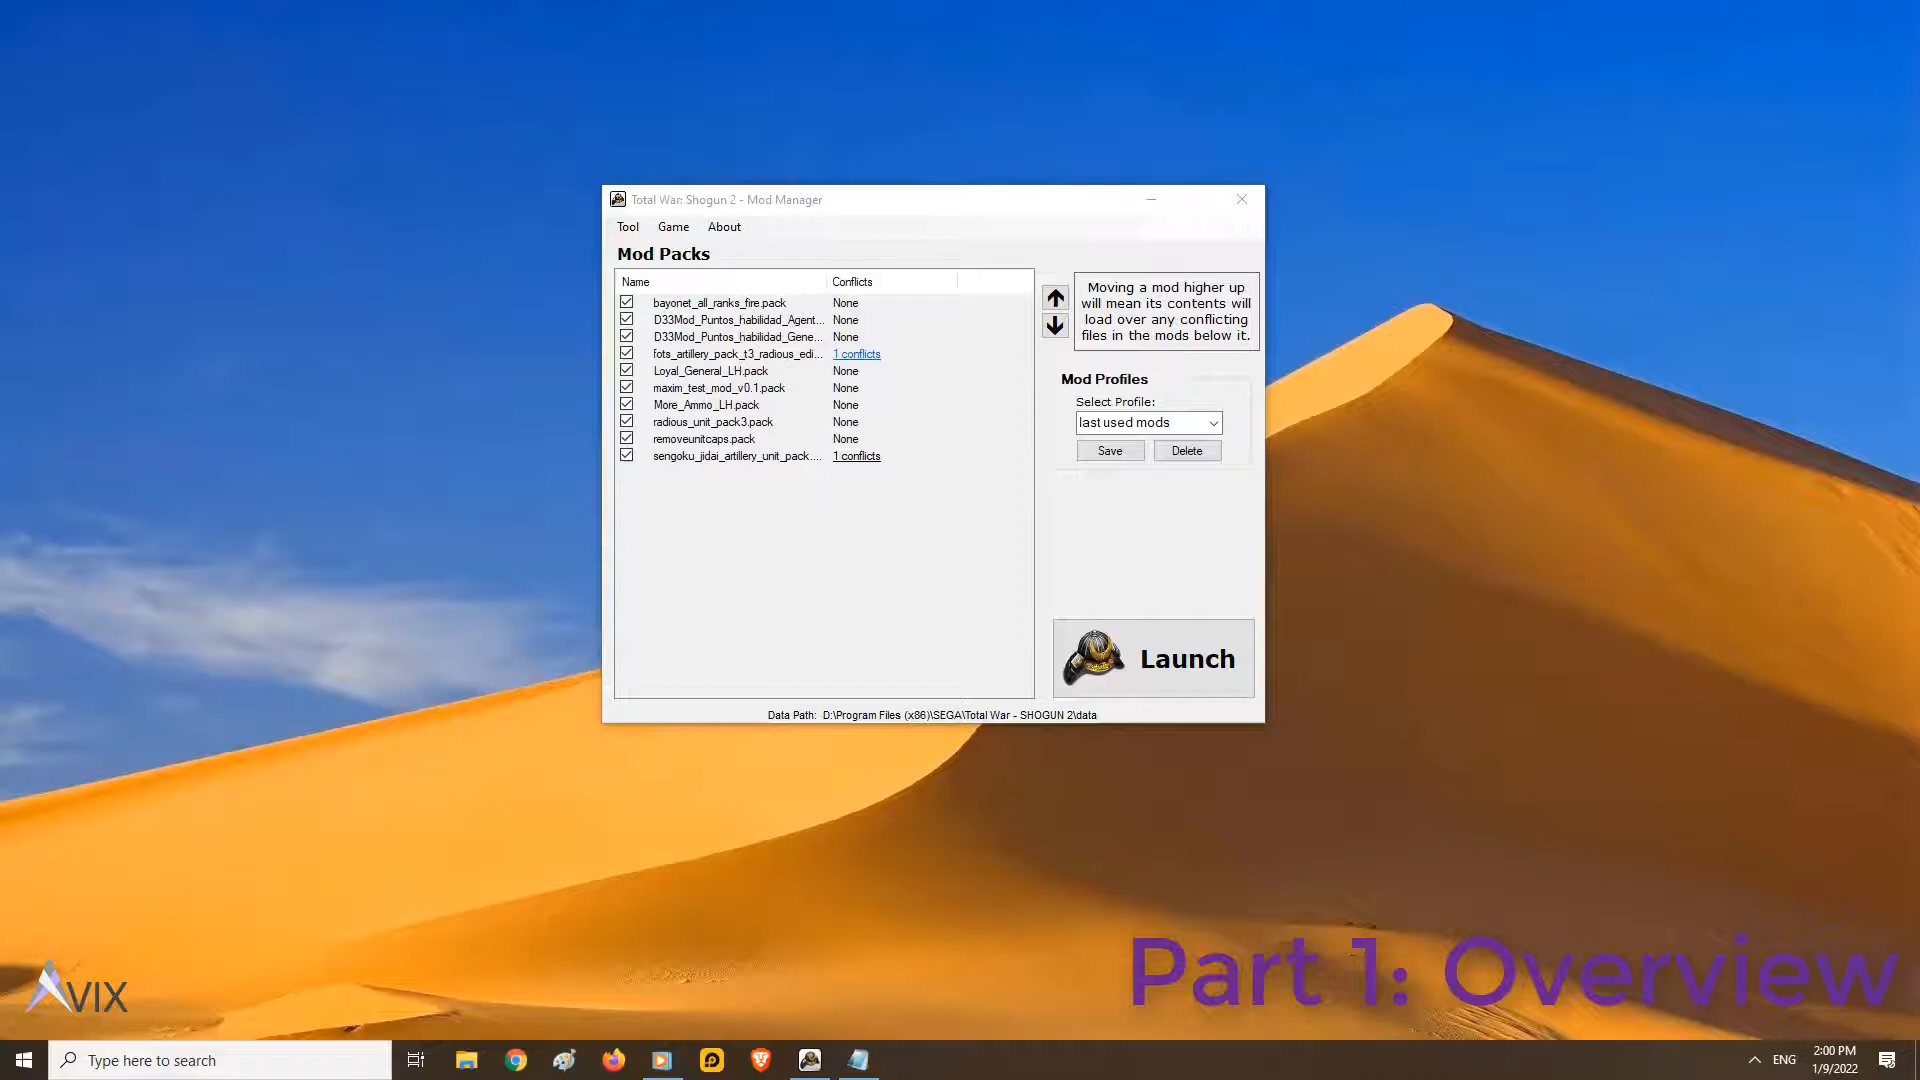 Total War: Shogun 2 - Mod Manager
Tool Game About
Mod Packs
Name Conflicts
bayonet_all_ranks_fire.pack None
D33Mod_Puntos_habilidad_Agent... None
D33Mod_Puntos_habilidad_Gene... None
fots_artillery_pack_t3_radious_edi... 1 conflicts
Loyal_General_LH.pack None
maxim_test_mod_v0.1.pack None
More_Ammo_LH.pack None
radious_unit_pack3.pack None
removeunitcaps.pack None
sengoku_jidai_artillery_unit_pack.... 1 conflicts
Moving a mod higher up
will mean its contents will
load over any conflicting
files in the mods below it.
Mod Profiles
Select Profile:
last used mods
Save Delete
Launch
Data Path: D:\Program Files (x86)\SEGA\Total War - SHOGUN 2\data
Part 1: Overview
AVIX
Type here to search
ENG
2:00 PM
1/9/2022